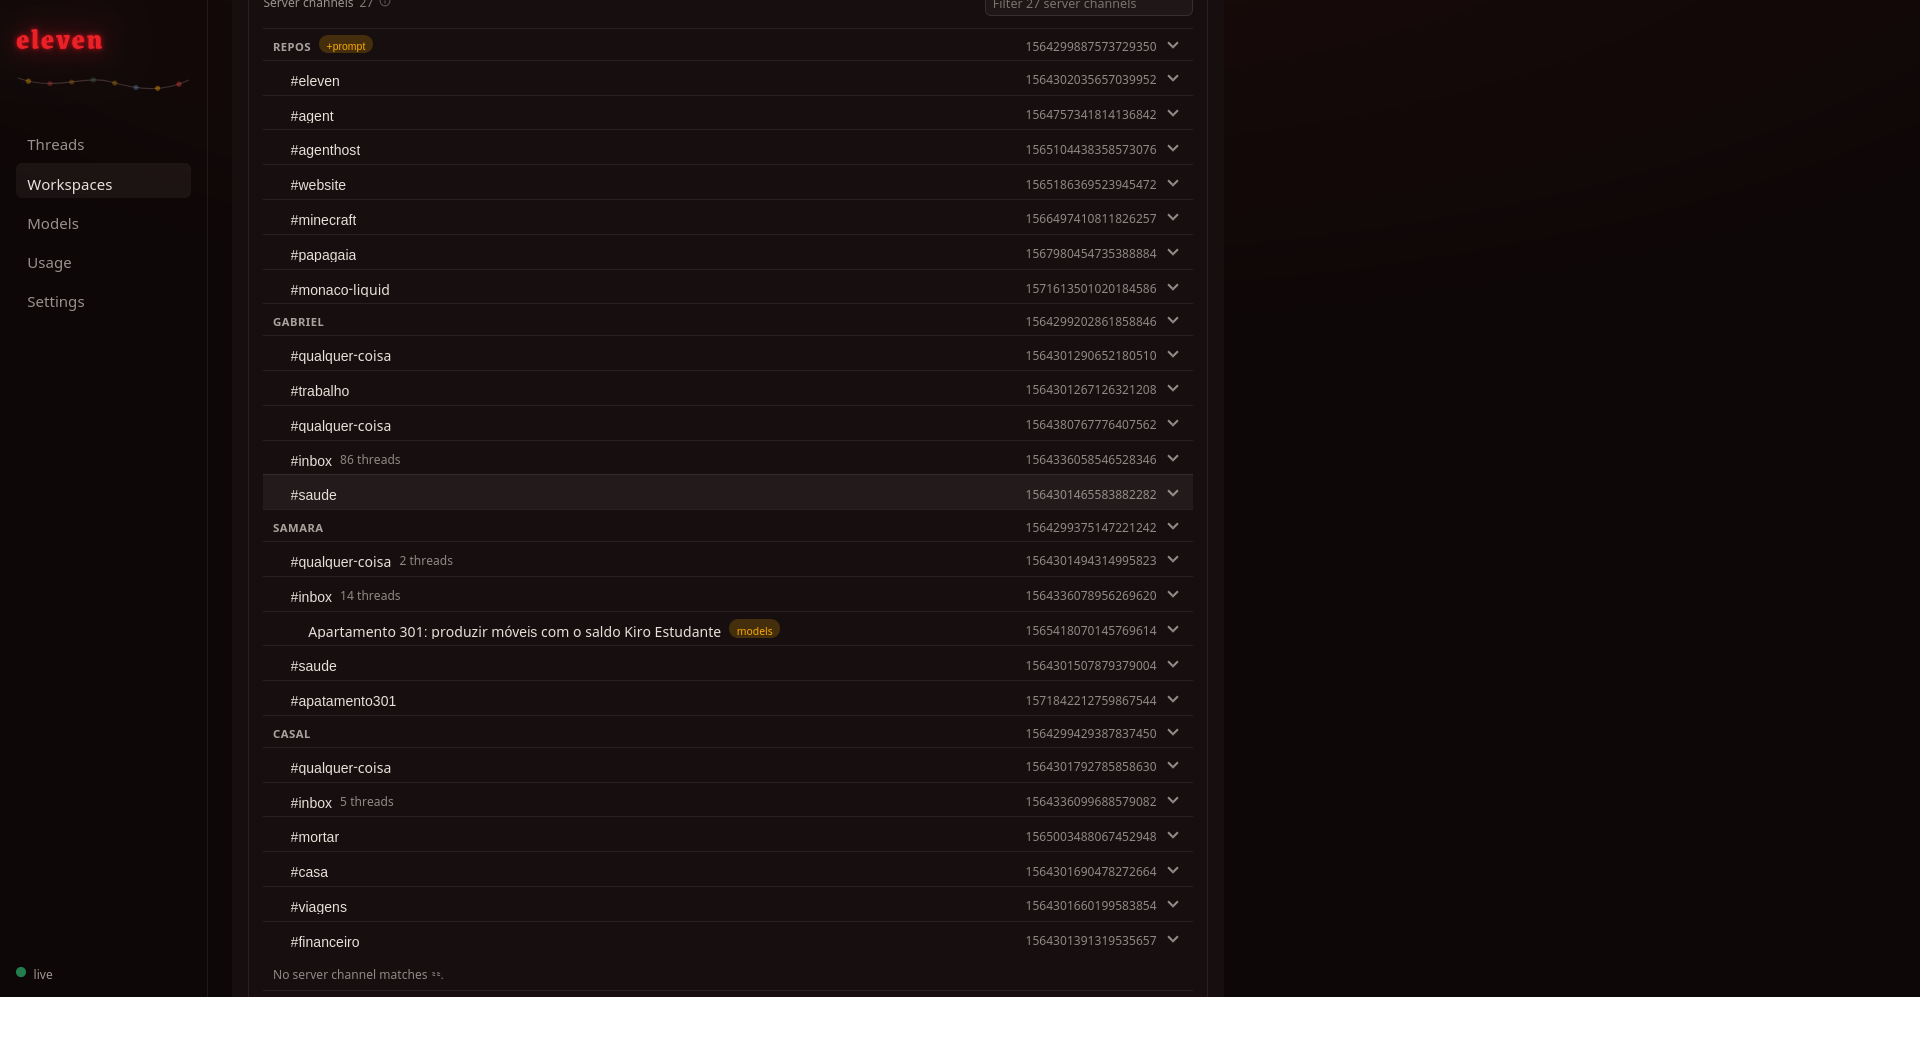 Server channels 27
Filter 27 server channels
eleven
Threads
Workspaces
Models
Usage
Settings
live
REPOS +prompt 1564299887573729350
#eleven 1564302035657039952
#agent 1564757341814136842
#agenthost 1565104438358573076
#website 1565186369523945472
#minecraft 1566497410811826257
#papagaia 1567980454735388884
#monaco-liquid 1571613501020184586
GABRIEL 1564299202861858846
#qualquer-coisa 1564301290652180510
#trabalho 1564301267126321208
#qualquer-coisa 1564380767776407562
#inbox 86 threads 1564336058546528346
#saude 1564301465583882282
SAMARA 1564299375147221242
#qualquer-coisa 2 threads 1564301494314995823
#inbox 14 threads 1564336078956269620
Apartamento 301: produzir móveis com o saldo Kiro Estudante models 1565418070145769614
#saude 1564301507879379004
#apatamento301 1571842212759867544
CASAL 1564299429387837450
#qualquer-coisa 1564301792785858630
#inbox 5 threads 1564336099688579082
#mortar 1565003488067452948
#casa 1564301690478272664
#viagens 1564301660199583854
#financeiro 1564301391319535657
No server channel matches "".